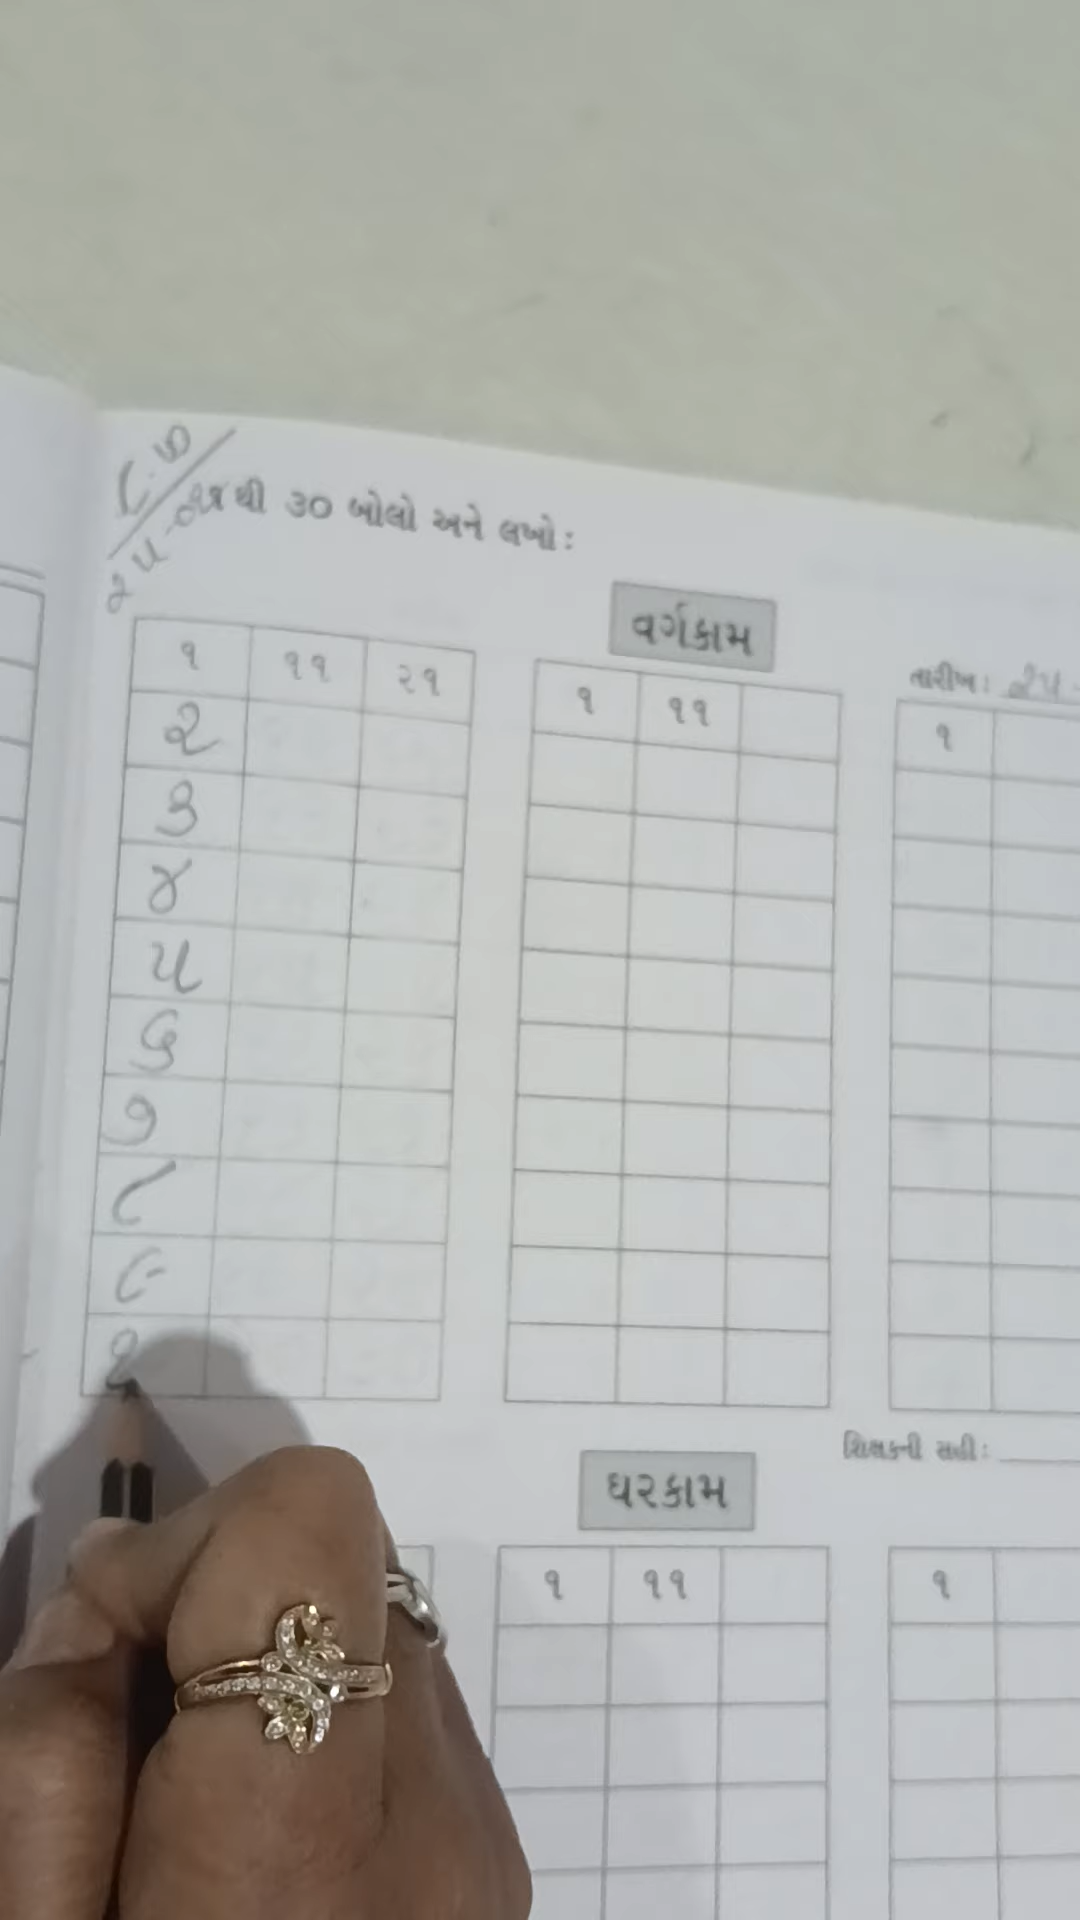 થી ૩૦ બોલો અને લખો :
વર્ગકામ
તારીખ : ૨૫
૧ ૧૧ ૨૧
૨
૩
૪
૫
૬
૭
૮
૯
૧
૧ ૧૧
૧
શિક્ષકની સહી :
ઘરકામ
૧ ૧૧
૧